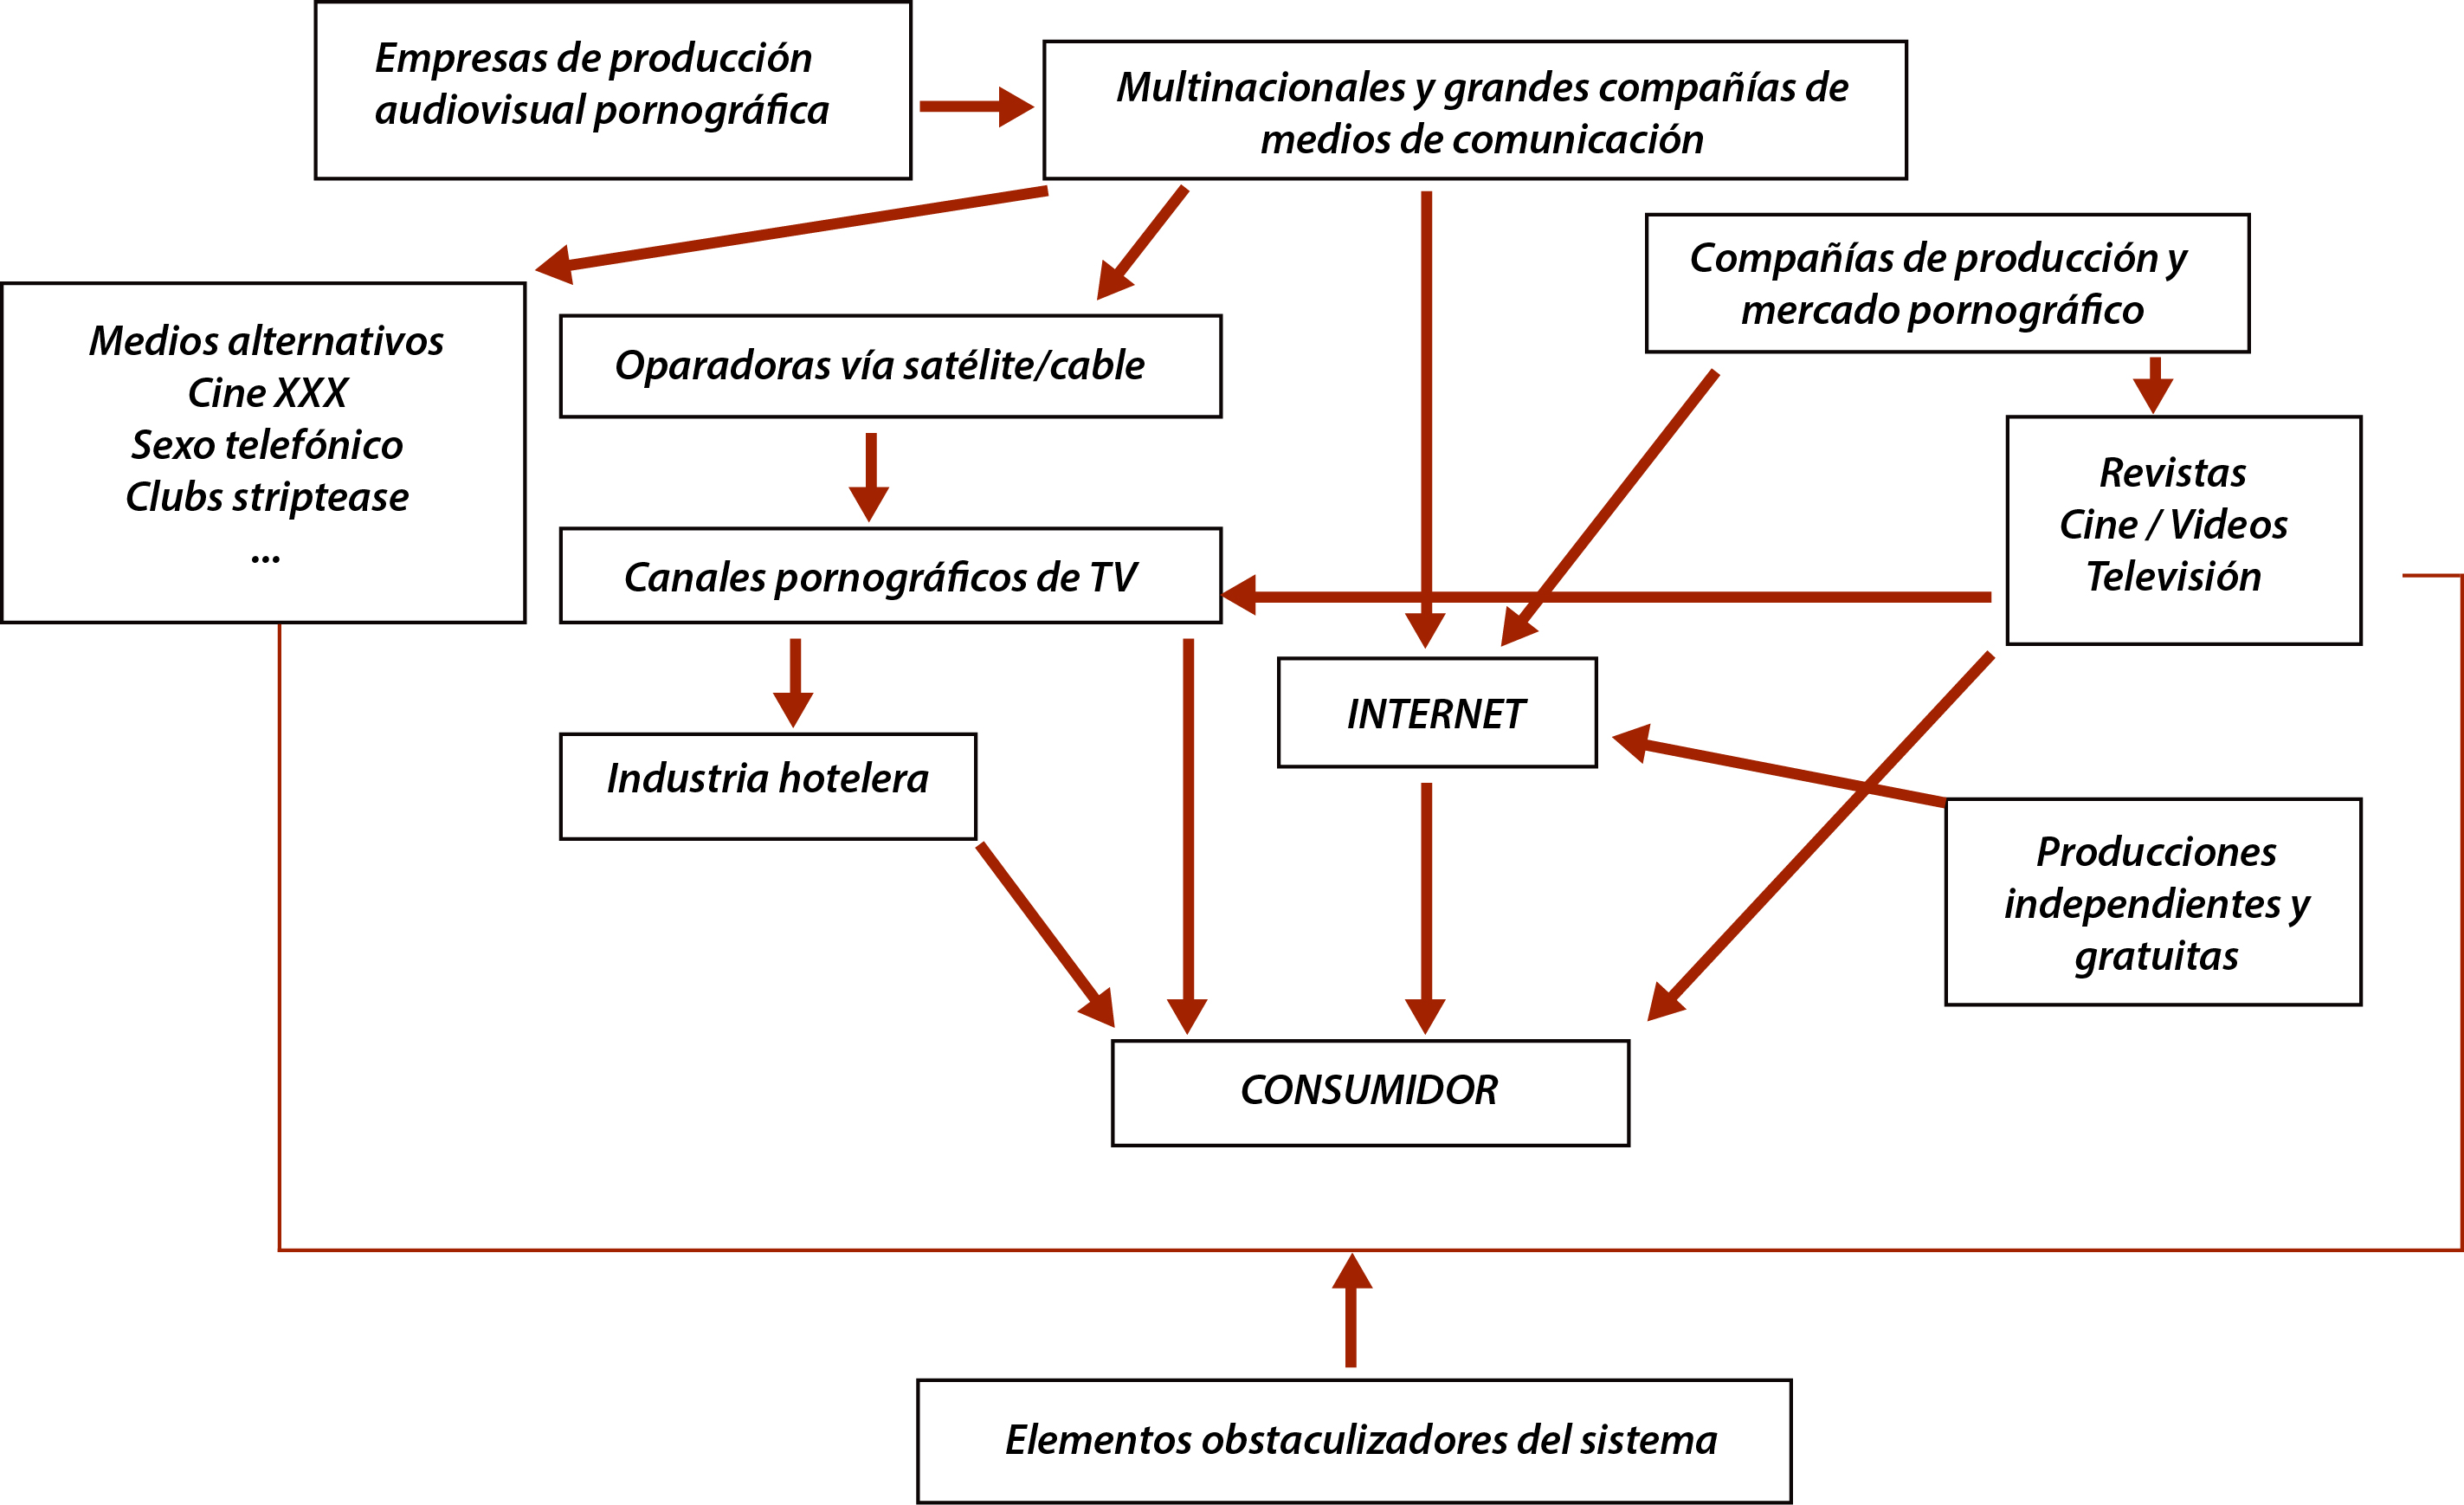 Empresas de producción
audiovisual pornográfica
Multinacionales y grandes compañías de
medios de comunicación
Compañías de producción y
mercado pornográfico
Medios alternativos
Cine XXX
Sexo telefónico
Clubs striptease
...
Oparadoras vía satélite/cable
Revistas
Cine / Videos
Televisión
Canales pornográficos de TV
INTERNET
Industria hotelera
Producciones
independientes y
gratuitas
CONSUMIDOR
Elementos obstaculizadores del sistema